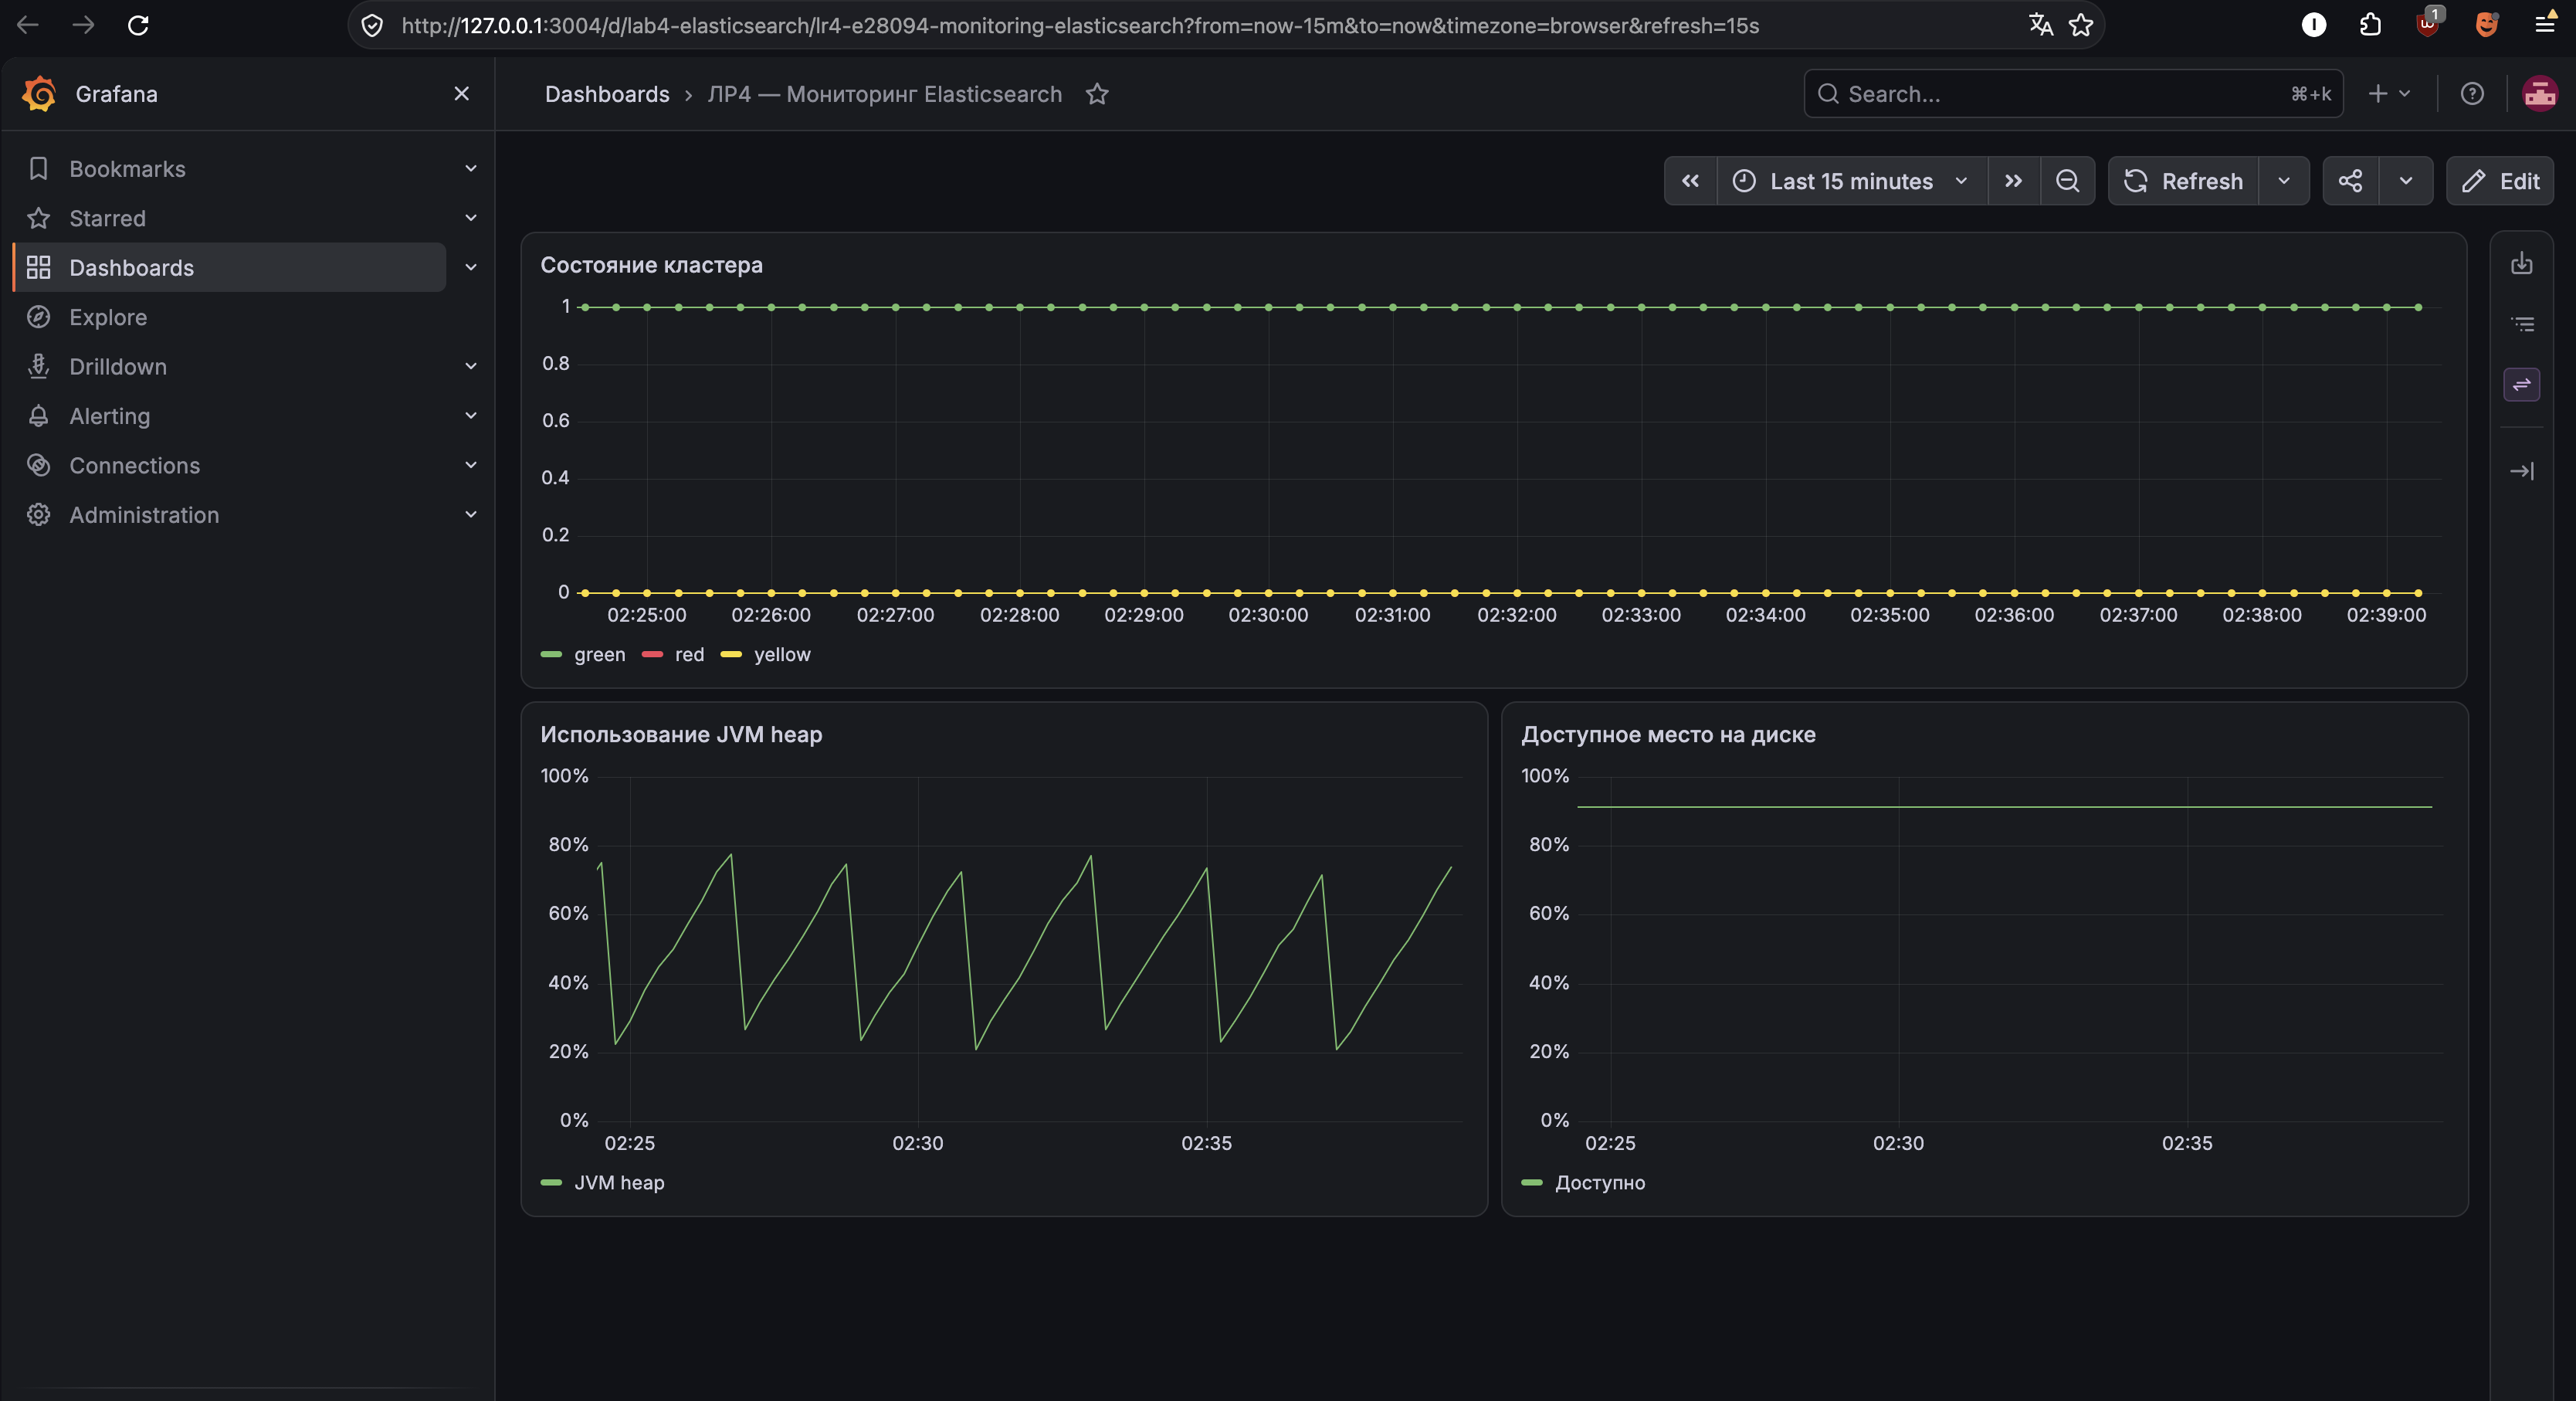 http://127.0.0.1:3004/d/lab4-elasticsearch/lr4-e28094-monitoring-elasticsearch?from=now-15m&to=now&timezone=browser&refresh=15s
1
Grafana
Dashboards › ЛР4 — Мониторинг Elasticsearch
Search...
⌘+k
Bookmarks
Starred
Dashboards
Explore
Drilldown
Alerting
Connections
Administration
Last 15 minutes
Refresh
Edit
Состояние кластера
1
0.8
0.6
0.4
0.2
0
02:25:00 02:26:00 02:27:00 02:28:00 02:29:00 02:30:00 02:31:00 02:32:00 02:33:00 02:34:00 02:35:00 02:36:00 02:37:00 02:38:00 02:39:00
green red yellow
Использование JVM heap
100%
80%
60%
40%
20%
0%
02:25 02:30 02:35
JVM heap
Доступное место на диске
100%
80%
60%
40%
20%
0%
02:25 02:30 02:35
Доступно